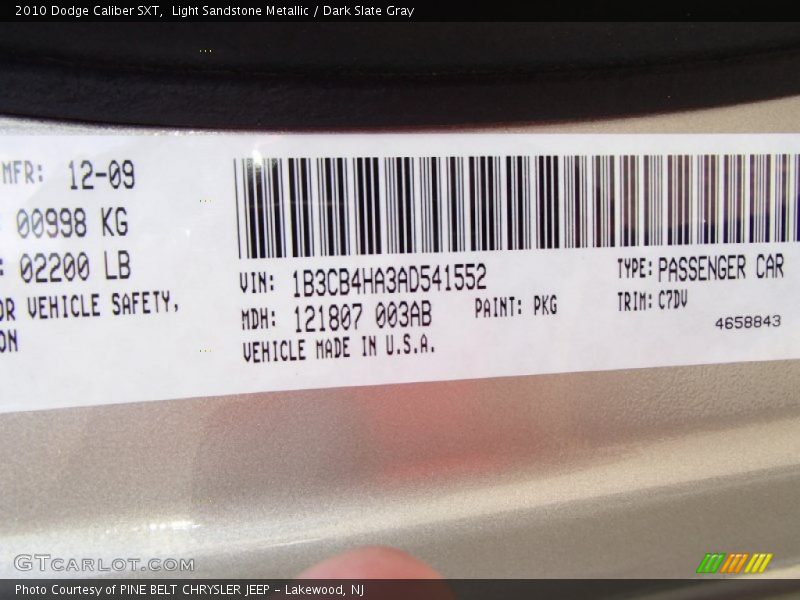 2010 Dodge Caliber SXT,  Light Sandstone Metallic / Dark Slate Gray
MFR: 12-09
: 00998 KG
: 02200 LB
OR VEHICLE SAFETY,
ON
VIN: 1B3CB4HA3AD541552
TYPE: PASSENGER CAR
MDH: 121807 003AB
PAINT: PKG
TRIM: C7DV
VEHICLE MADE IN U.S.A.
4658843
GTCARLOT.COM
Photo Courtesy of PINE BELT CHRYSLER JEEP - Lakewood, NJ